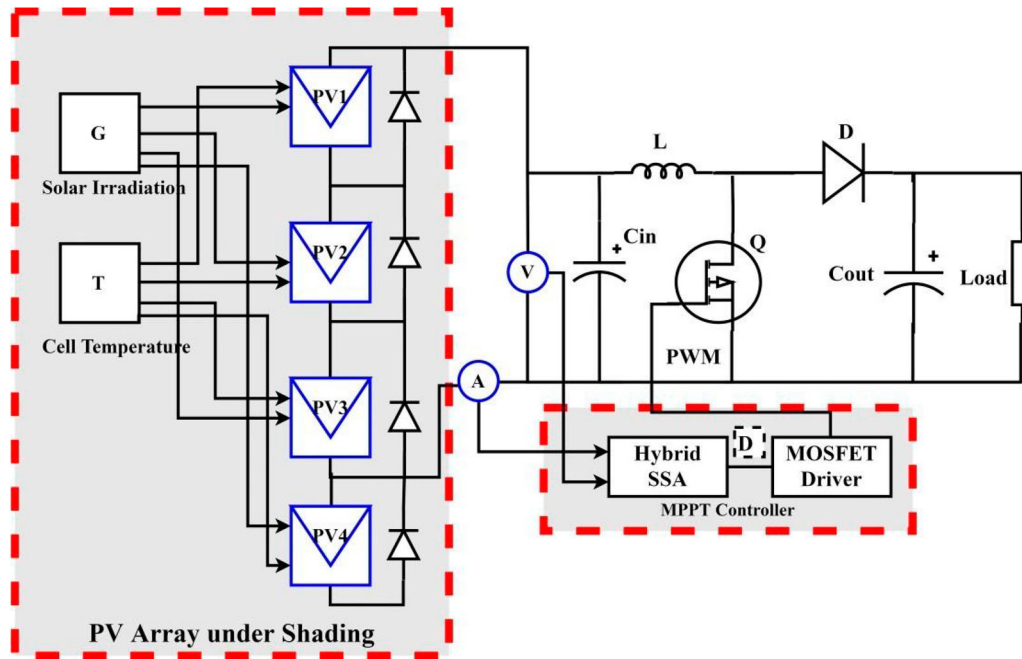 PV1
G
Solar Irradiation
PV2
T
Cell Temperature
PV3
PV4
PV Array under Shading
V
A
Cin
+
L
D
Q
PWM
Cout
+
Load
Hybrid
SSA
D
MOSFET
Driver
MPPT Controller